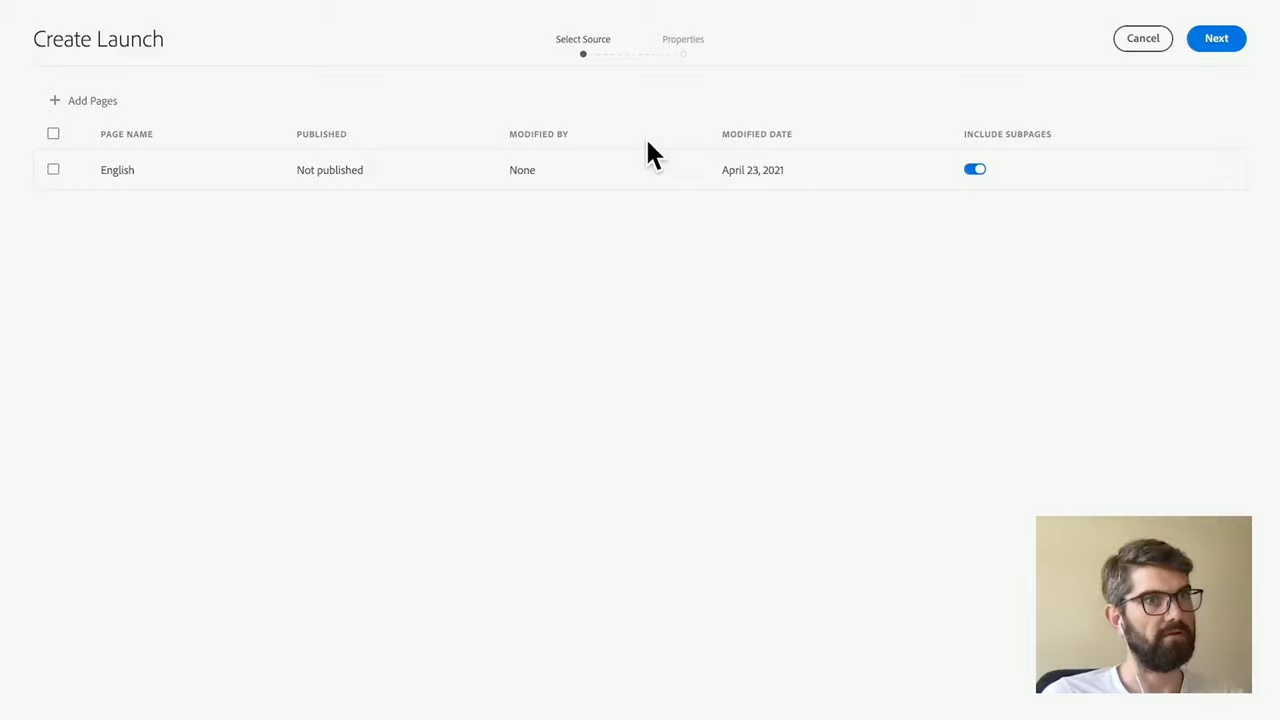 Create Launch
Select Source
Properties
Cancel
Next
Add Pages
PAGE NAME PUBLISHED MODIFIED BY MODIFIED DATE INCLUDE SUBPAGES
English Not published None April 23, 2021